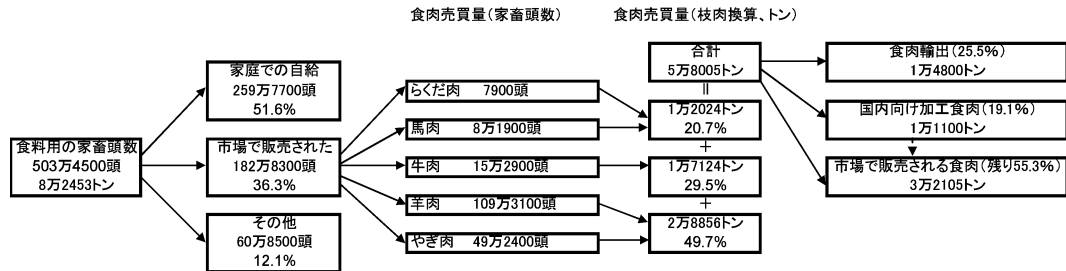 食肉売買量(家畜頭数)
食肉売買量(枝肉換算、トン)
食料用の家畜頭数
503万4500頭
8万2453トン
家庭での自給
259万7700頭
51.6%
市場で販売された
182万8300頭
36.3%
その他
60万8500頭
12.1%
らくだ肉 7900頭
馬肉 8万1900頭
牛肉 15万2900頭
羊肉 109万3100頭
やぎ肉 49万2400頭
合計
5万8005トン
=
1万2024トン
20.7%
+
1万7124トン
29.5%
+
2万8856トン
49.7%
食肉輸出(25.5%)
1万4800トン
国内向け加工食肉(19.1%)
1万1100トン
市場で販売される食肉(残り55.3%)
3万2105トン